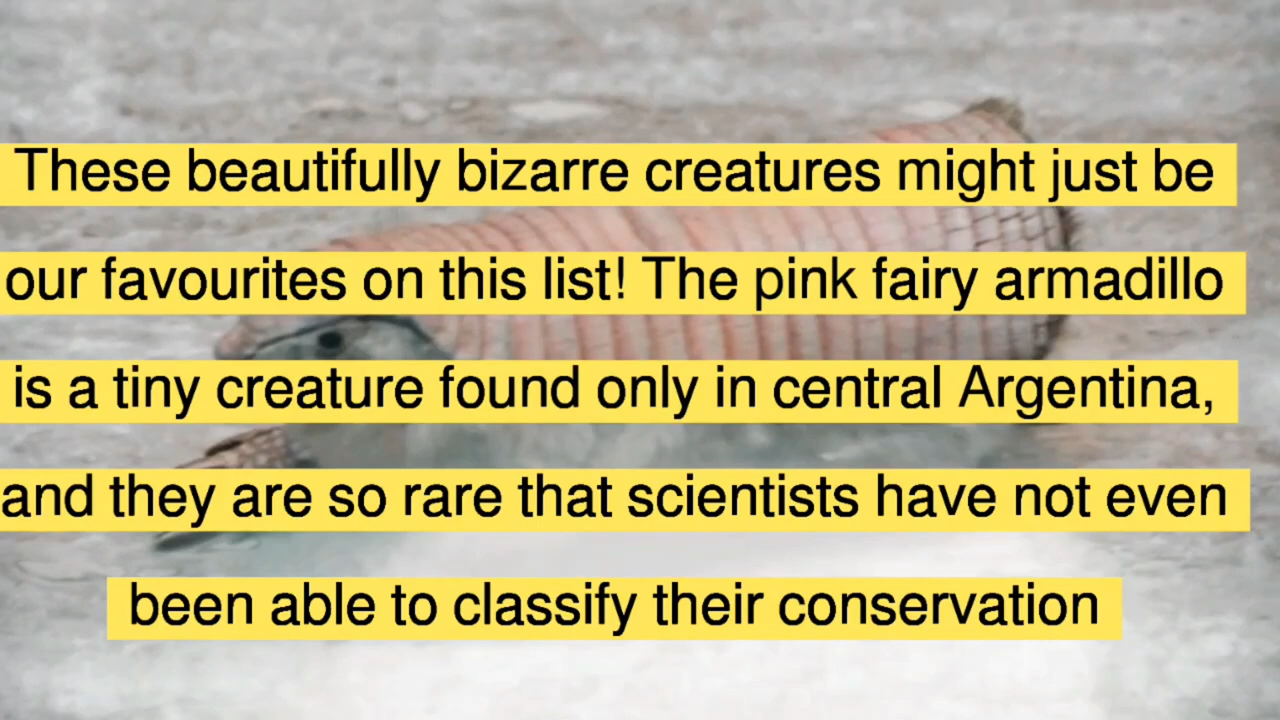 These beautifully bizarre creatures might just be
our favourites on this list! The pink fairy armadillo
is a tiny creature found only in central Argentina,
and they are so rare that scientists have not even
been able to classify their conservation